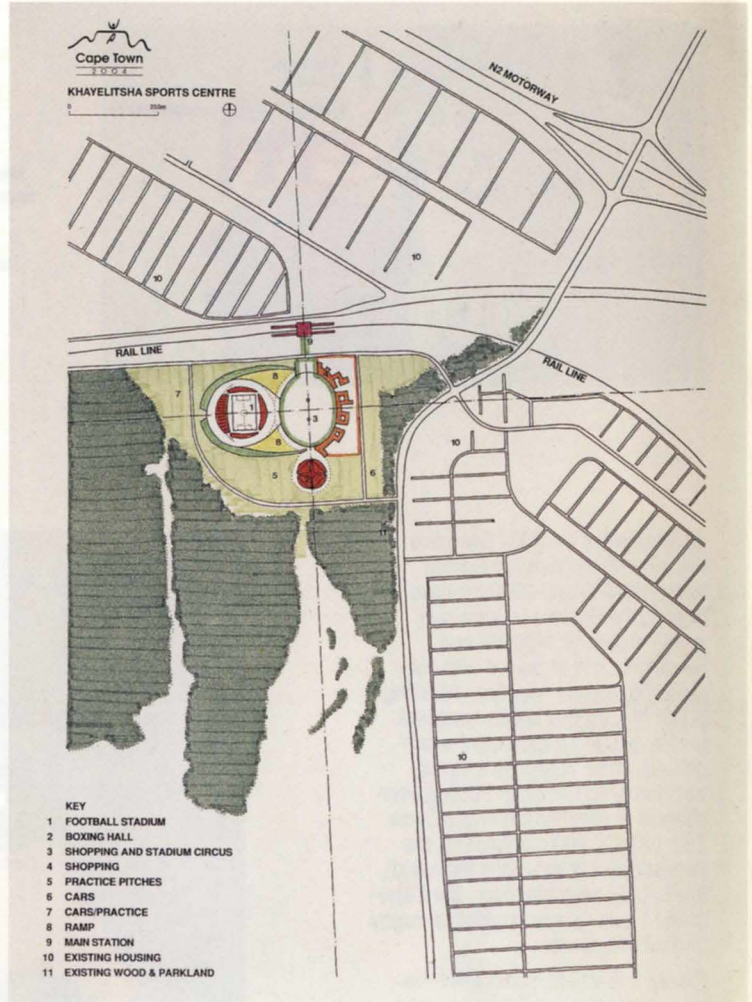 Cape Town
2004
KHAYELITSHA SPORTS CENTRE
0 250m
N2 MOTORWAY
10
10
9
RAIL LINE
RAIL LINE
7
8
1
3
8
5
6
10
11
10
KEY
1 FOOTBALL STADIUM
2 BOXING HALL
3 SHOPPING AND STADIUM CIRCUS
4 SHOPPING
5 PRACTICE PITCHES
6 CARS
7 CARS/PRACTICE
8 RAMP
9 MAIN STATION
10 EXISTING HOUSING
11 EXISTING WOOD & PARKLAND